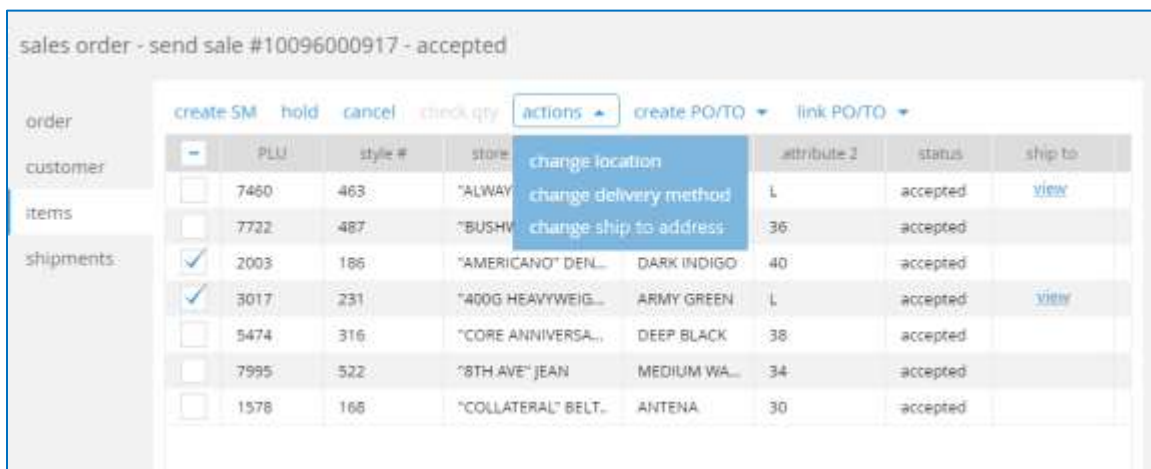 sales order - send sale #10096000917 - accepted
order
customer
items
shipments
create SM hold cancel check qty actions create PO/TO link PO/TO
PLU style # store attribute 2 status ship to
change location
change delivery method
change ship to address
7460 463 "ALWAY L accepted view
7722 487 "BUSHW 36 accepted
2003 186 "AMERICANO" DEN... DARK INDIGO 40 accepted
3017 231 "400G HEAVYWEIG... ARMY GREEN L accepted view
5474 316 "CORE ANNIVERSA... DEEP BLACK 38 accepted
7995 522 "8TH AVE" JEAN MEDIUM WA... 34 accepted
1578 168 "COLLATERAL" BELT... ANTENA 30 accepted